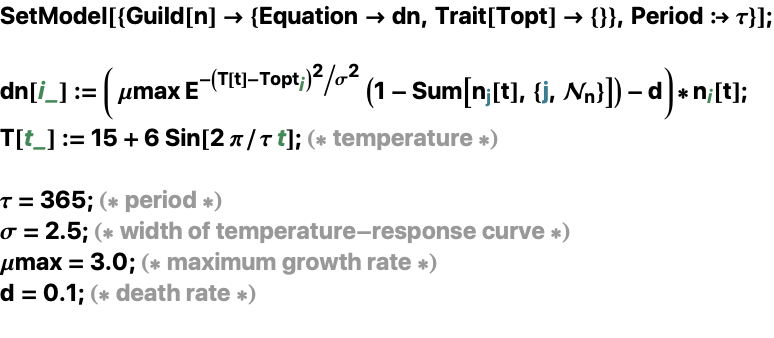 SetModel[{Guild[n] → {Equation → dn, Trait[Topt] → {}}, Period :→ τ}];
dn[i_] := (μmax E^(-(T[t]-Topt_i)^2/σ^2) (1 − Sum[n_j[t], {j, 𝒩_n}]) − d) * n_i[t];
T[t_] := 15 + 6 Sin[2 π / τ t]; (* temperature *)
τ = 365; (* period *)
σ = 2.5; (* width of temperature−response curve *)
μmax = 3.0; (* maximum growth rate *)
d = 0.1; (* death rate *)